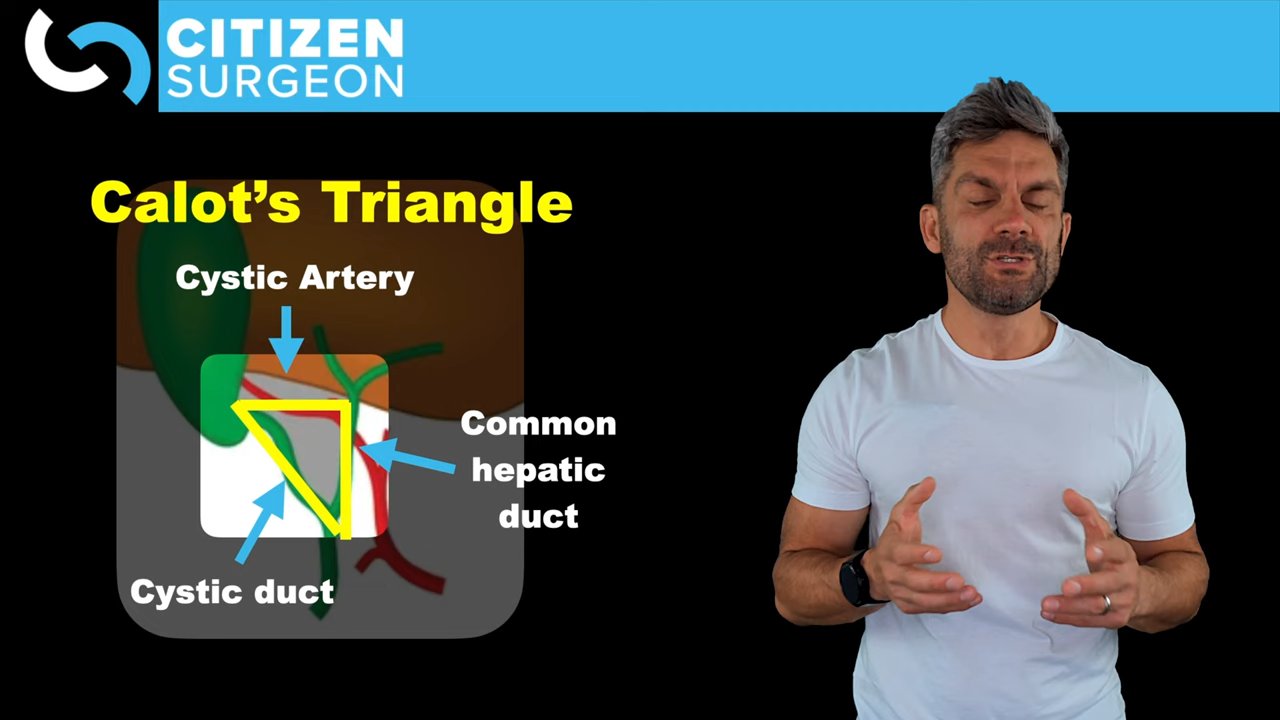 CITIZEN
SURGEON
Calot’s Triangle
Cystic Artery
Common
hepatic
duct
Cystic duct